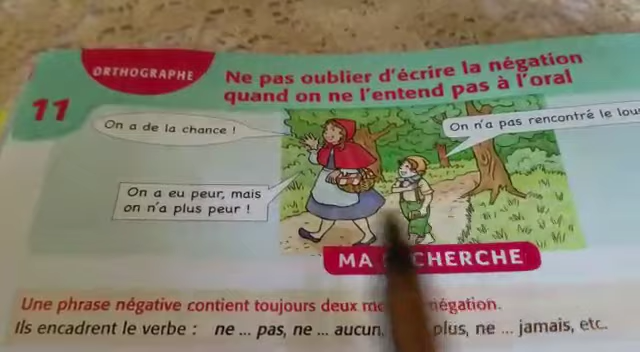 ORTHOGRAPHE
11
Ne pas oublier d'écrire la négation
quand on ne l'entend pas à l'oral
On a de la chance !
On n'a pas rencontré le
On a eu peur, mais
on n'a plus peur !
MA CHERCHE
Une phrase négative contient toujours deux négation.
Ils encadrent le verbe : ne ... pas, ne ... aucun, plus, ne ... jamais, etc.